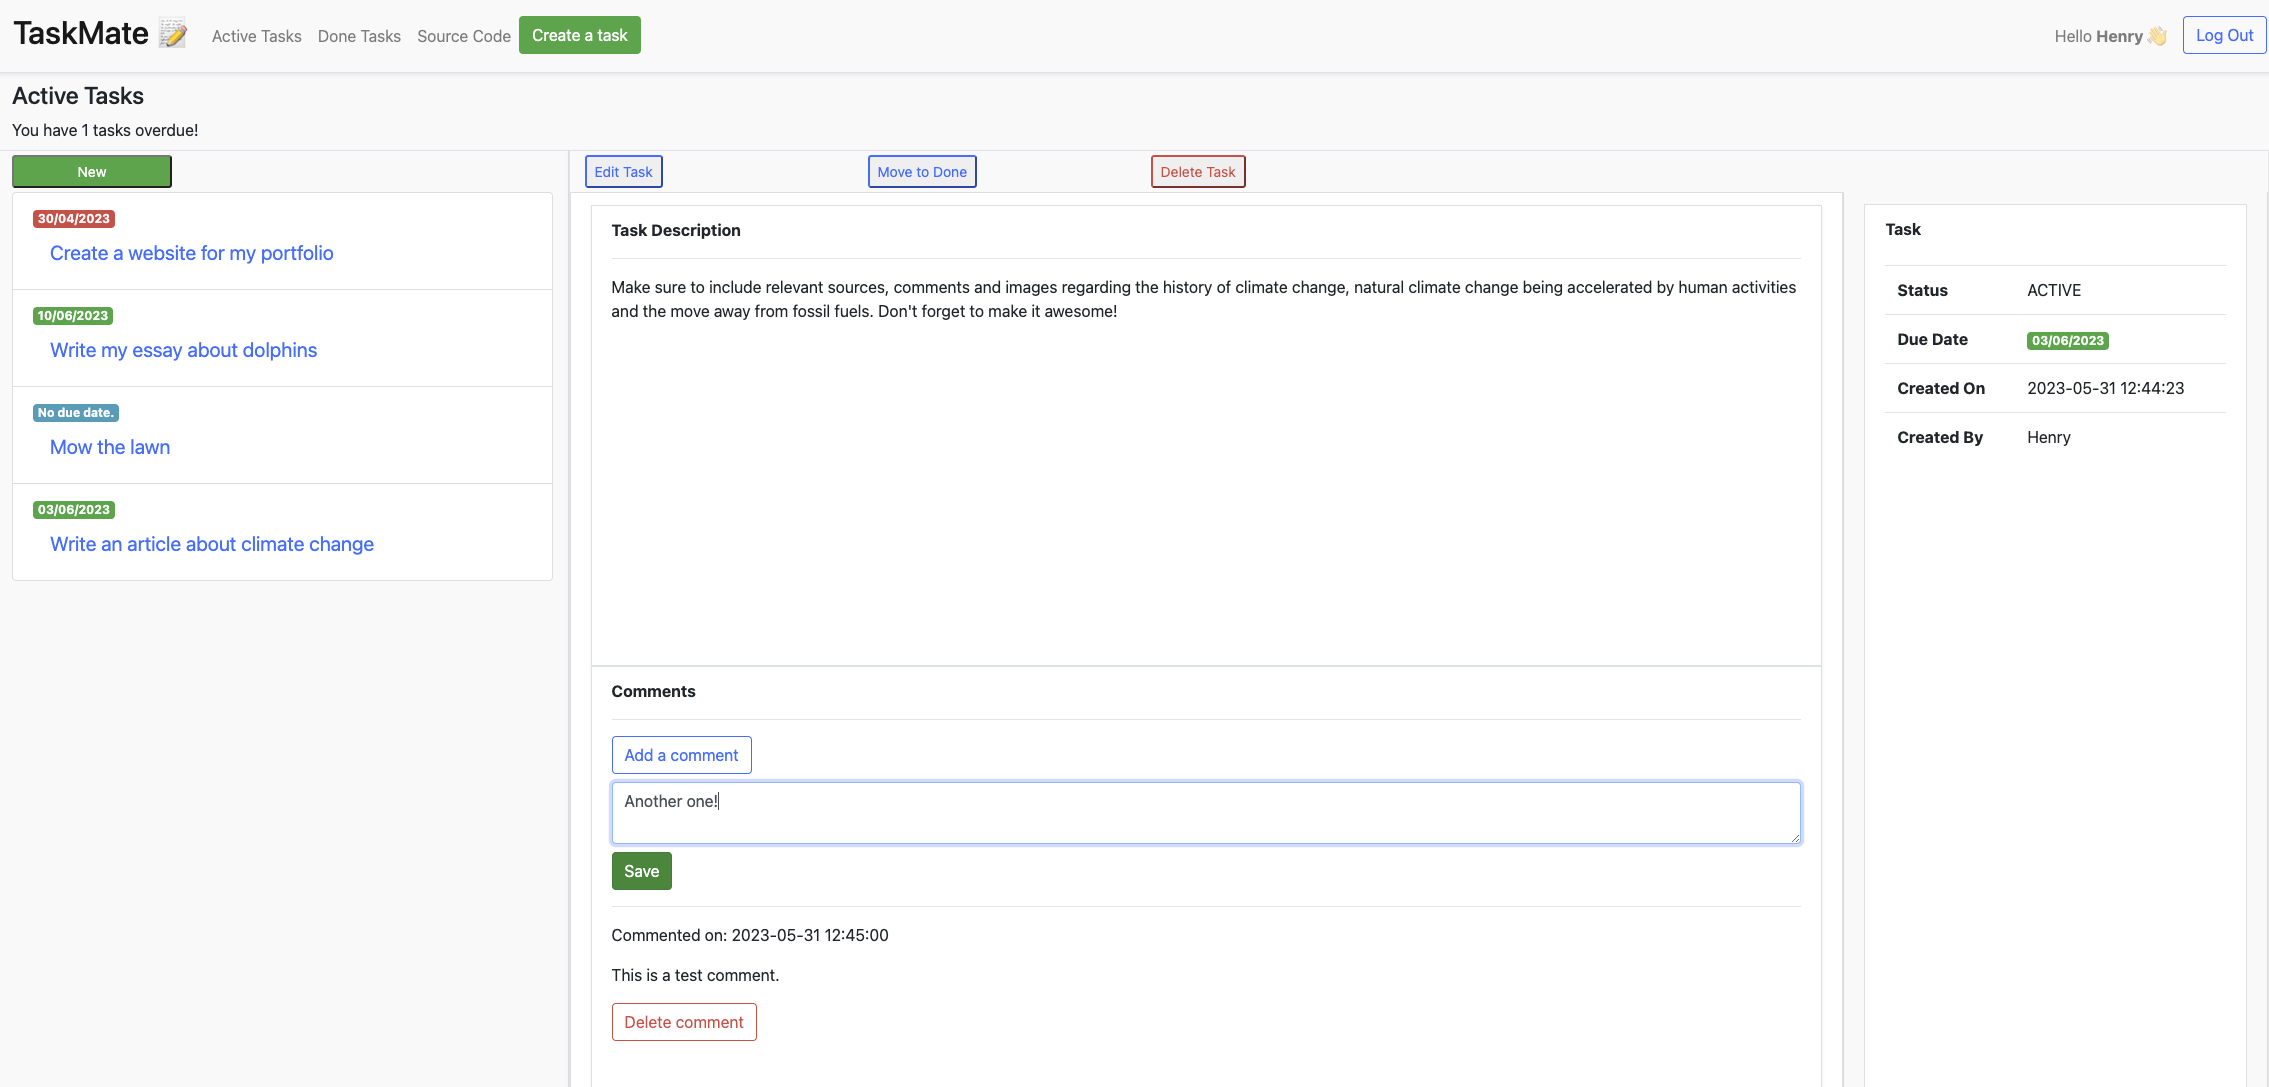 TaskMate
Active Tasks
Done Tasks
Source Code
Create a task
Hello Henry
Log Out
Active Tasks
You have 1 tasks overdue!
New
30/04/2023
Create a website for my portfolio
10/06/2023
Write my essay about dolphins
No due date.
Mow the lawn
03/06/2023
Write an article about climate change
Edit Task
Move to Done
Delete Task
Task Description
Make sure to include relevant sources, comments and images regarding the history of climate change, natural climate change being accelerated by human activities
and the move away from fossil fuels. Don't forget to make it awesome!
Comments
Add a comment
Another one!
Save
Commented on: 2023-05-31 12:45:00
This is a test comment.
Delete comment
Task
Status ACTIVE
Due Date 03/06/2023
Created On 2023-05-31 12:44:23
Created By Henry